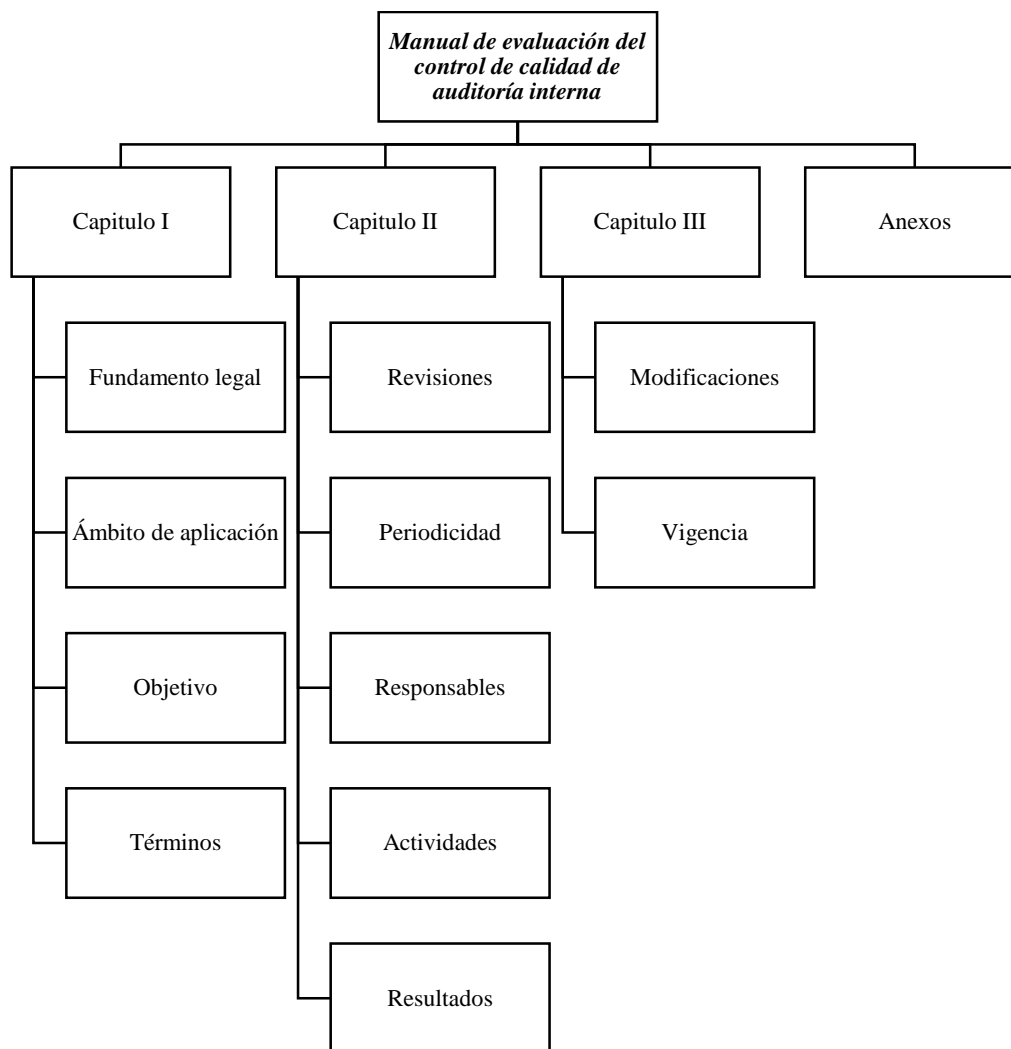 Manual de evaluación del
control de calidad de
auditoría interna
Capitulo I
Capitulo II
Capitulo III
Anexos
Fundamento legal
Revisiones
Modificaciones
Ámbito de aplicación
Periodicidad
Vigencia
Objetivo
Responsables
Términos
Actividades
Resultados